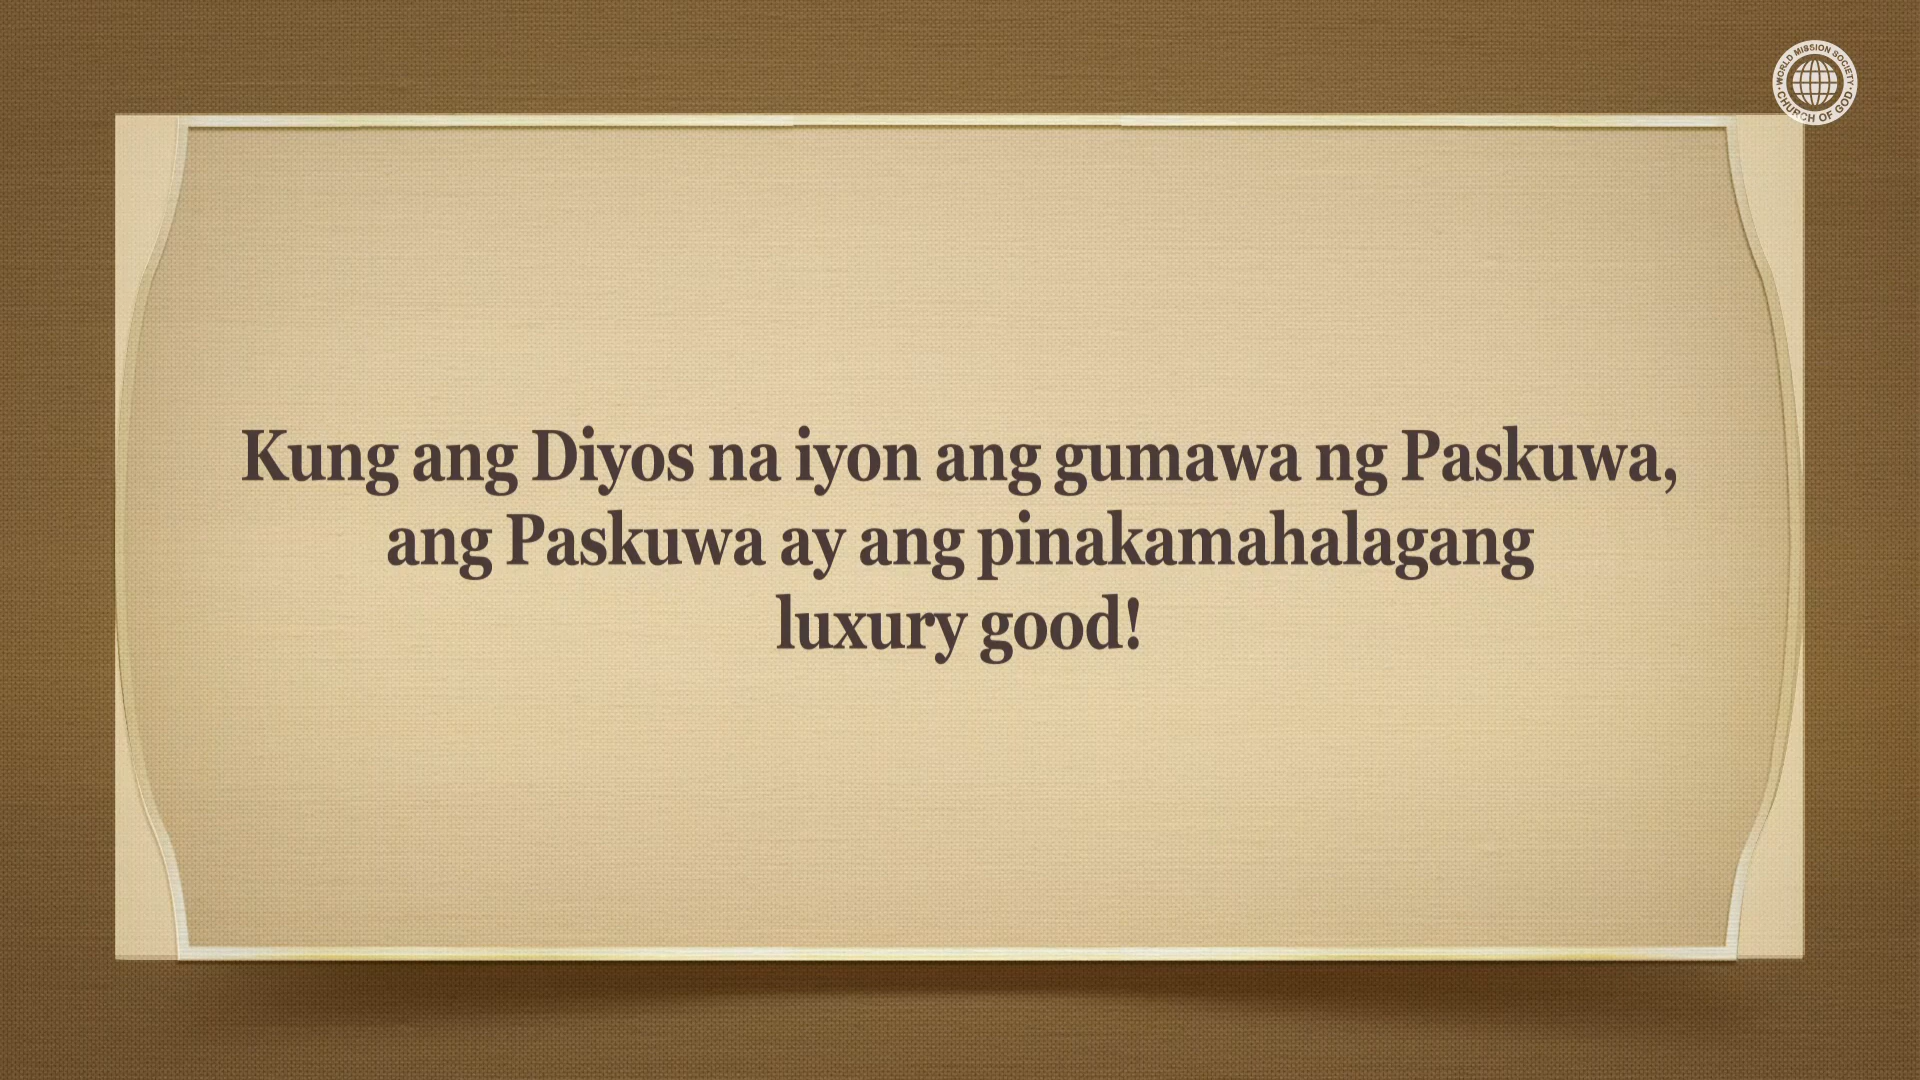 WORLD MISSION SOCIETY
CHURCH OF GOD
Kung ang Diyos na iyon ang gumawa ng Paskuwa,
ang Paskuwa ay ang pinakamahalagang
luxury good!